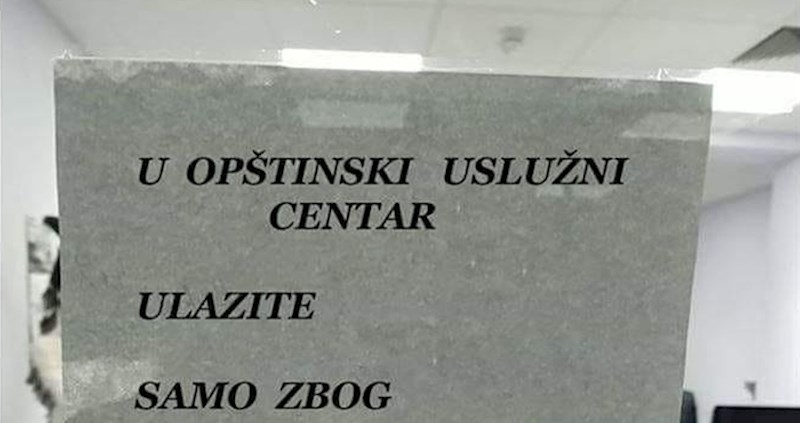 U OPŠTINSKI USLUŽNI
CENTAR
ULAZITE
SAMO ZBOG